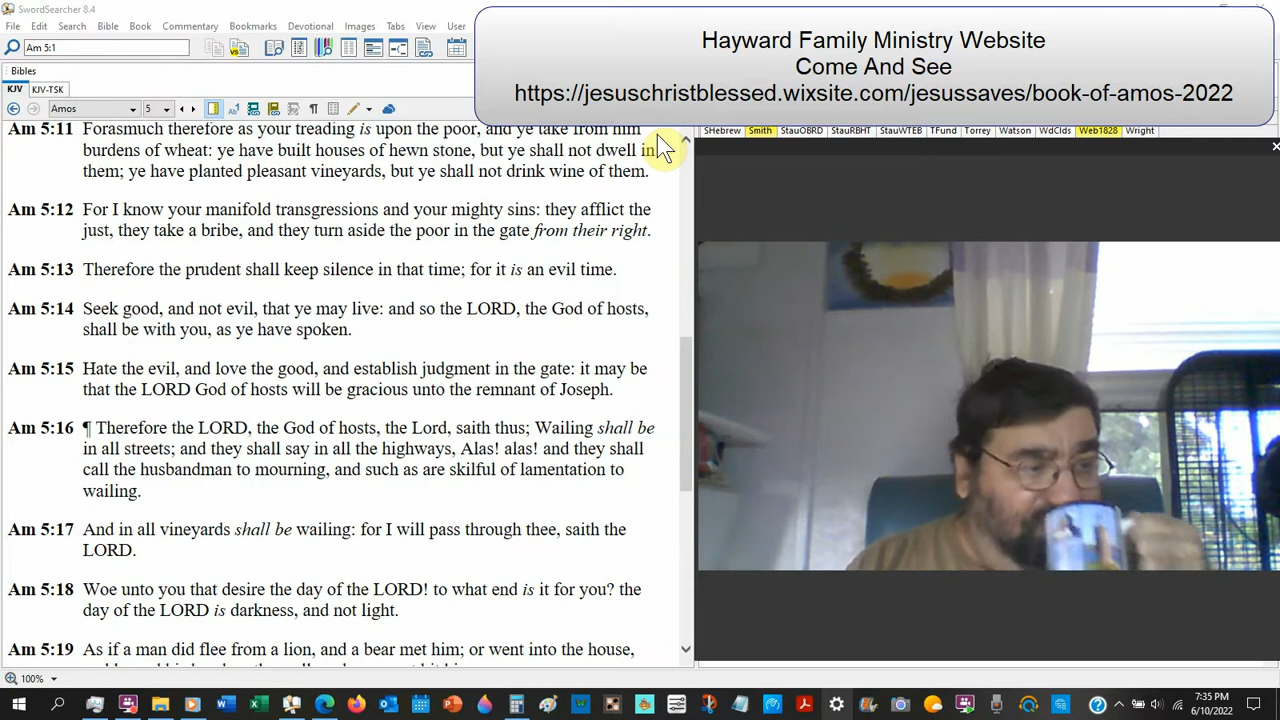 SwordSearcher 8.4
File Edit Search Bible Book Commentary Bookmarks Devotional Images Tabs View User
Hayward Family Ministry Website
Come And See
https://jesuschristblessed.wixsite.com/jesussaves/book-of-amos-2022
Am 5:1
Bibles
KJV KJV-TSK
Amos 5
SHebrew Smith StauOBRD StauRBHT StauWTEB TFund Torrey Watson WdClds Web1828 Wright
Am 5:11 Forasmuch therefore as your treading is upon the poor, and ye take from him
burdens of wheat: ye have built houses of hewn stone, but ye shall not dwell in
them; ye have planted pleasant vineyards, but ye shall not drink wine of them.
Am 5:12 For I know your manifold transgressions and your mighty sins: they afflict the
just, they take a bribe, and they turn aside the poor in the gate from their right.
Am 5:13 Therefore the prudent shall keep silence in that time; for it is an evil time.
Am 5:14 Seek good, and not evil, that ye may live: and so the LORD, the God of hosts,
shall be with you, as ye have spoken.
Am 5:15 Hate the evil, and love the good, and establish judgment in the gate: it may be
that the LORD God of hosts will be gracious unto the remnant of Joseph.
Am 5:16 ¶ Therefore the LORD, the God of hosts, the Lord, saith thus; Wailing shall be
in all streets; and they shall say in all the highways, Alas! alas! and they shall
call the husbandman to mourning, and such as are skilful of lamentation to
wailing.
Am 5:17 And in all vineyards shall be wailing: for I will pass through thee, saith the
LORD.
Am 5:18 Woe unto you that desire the day of the LORD! to what end is it for you? the
day of the LORD is darkness, and not light.
Am 5:19 As if a man did flee from a lion, and a bear met him; or went into the house,
100%
7:35 PM
6/10/2022